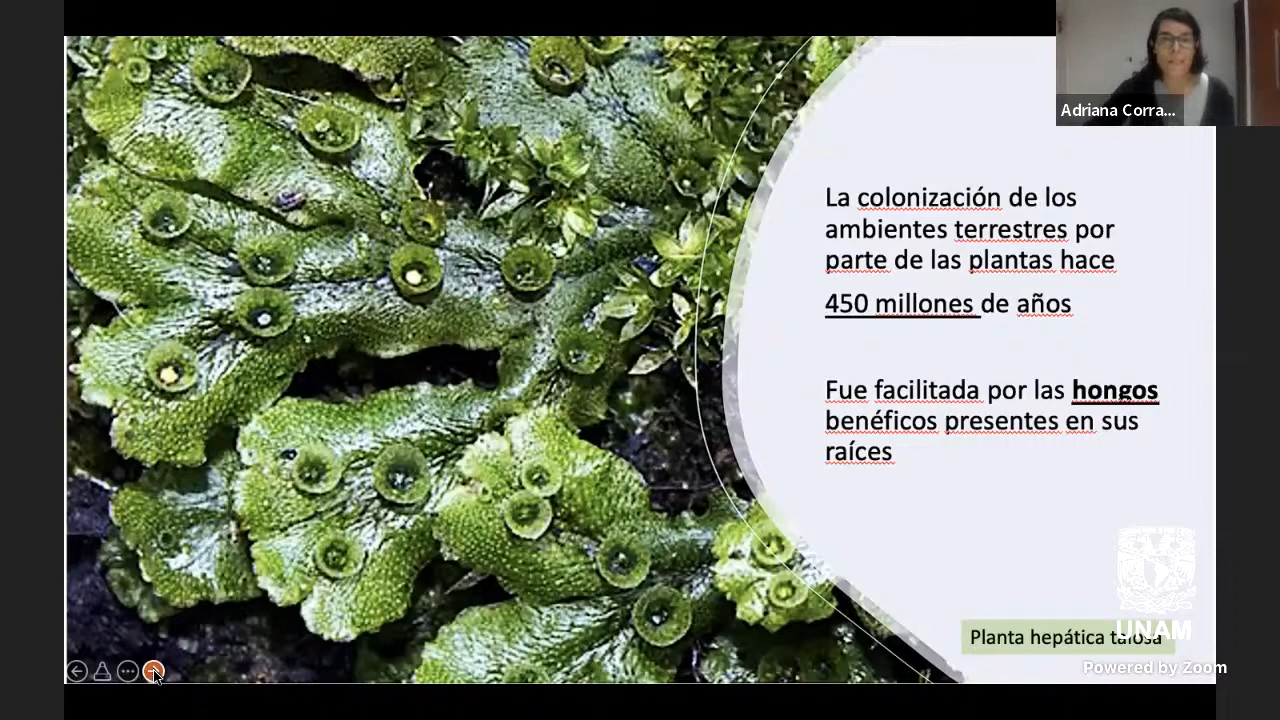 Adriana Corra...
La colonización de los
ambientes terrestres por
parte de las plantas hace
450 millones de años
Fue facilitada por las hongos
benéficos presentes en sus
raíces
UNAM
Planta hepática talosa
Powered by Zoom